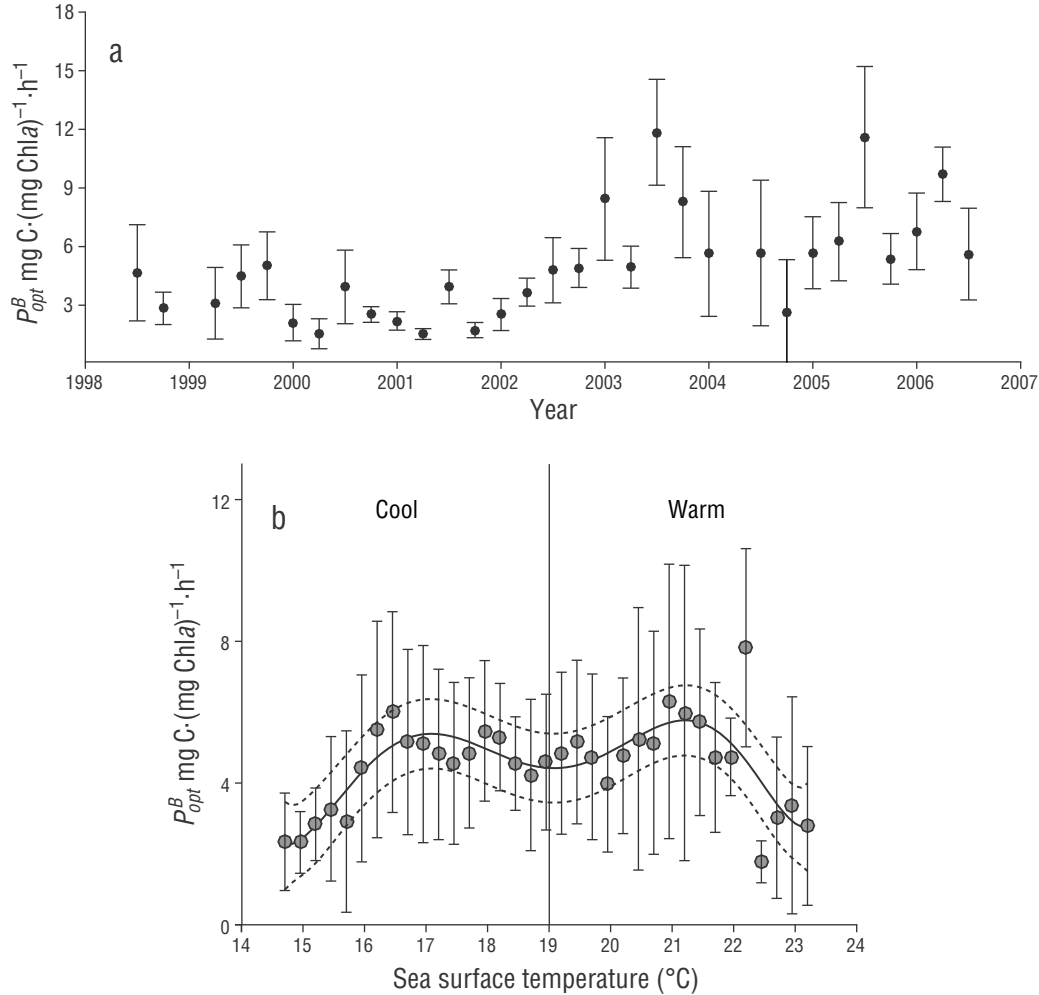 18
a
15
12
9
6
3
P^B_opt mg C·(mg Chla)^–1·h^–1
1998 1999 2000 2001 2002 2003 2004 2005 2006 2007
Year
b
Cool Warm
12
8
4
0
P^B_opt mg C·(mg Chla)^–1·h^–1
14 15 16 17 18 19 20 21 22 23 24
Sea surface temperature (°C)